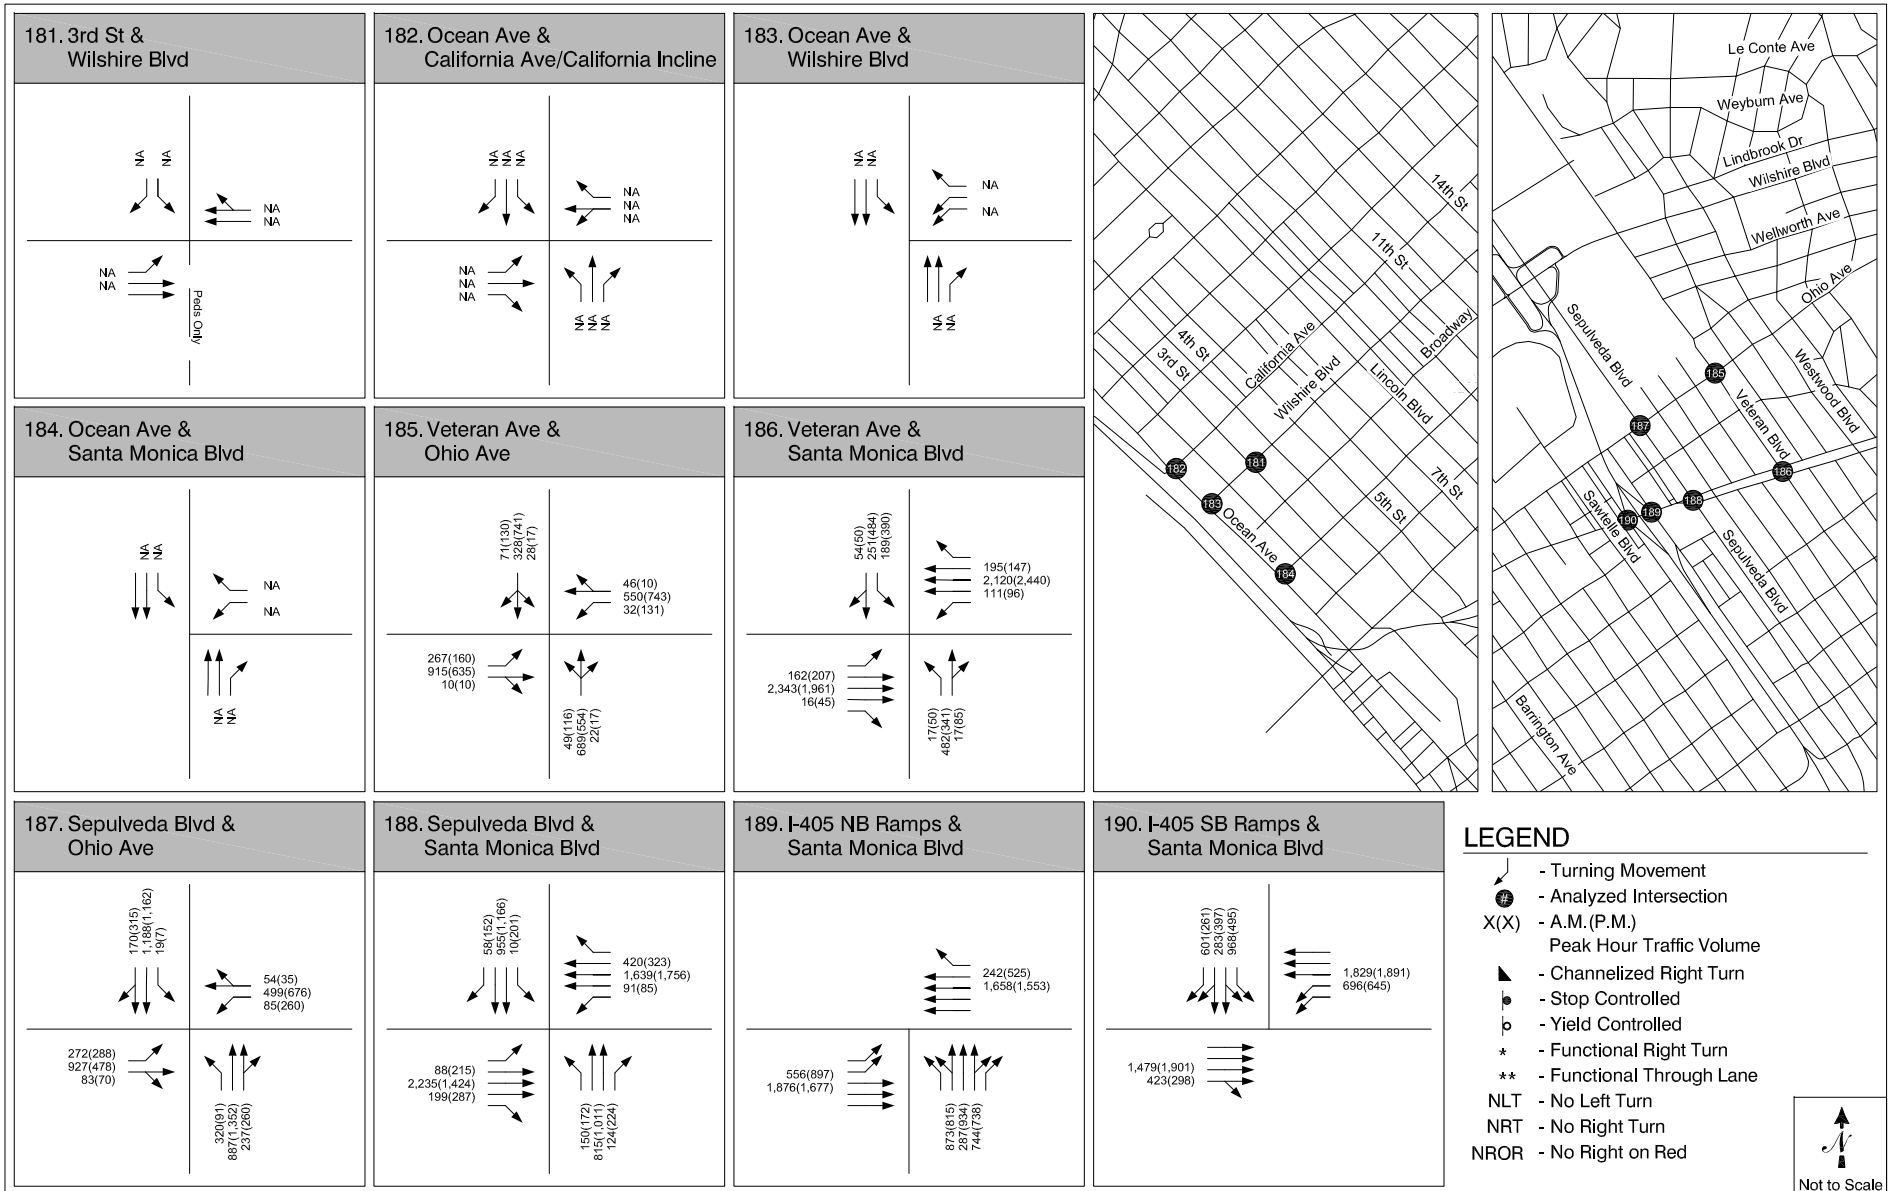 181. 3rd St &
Wilshire Blvd
NA
NA
NA
NA
NA
NA
Peds Only
182. Ocean Ave &
California Ave/California Incline
NA
NA
NA
NA
NA
NA
NA
NA
NA
NA
NA
NA
183. Ocean Ave &
Wilshire Blvd
NA
NA
NA
NA
NA
NA
184. Ocean Ave &
Santa Monica Blvd
NA
NA
NA
NA
NA
NA
185. Veteran Ave &
Ohio Ave
71(130)
328(741)
28(17)
46(10)
550(743)
32(131)
267(160)
915(635)
10(10)
49(116)
689(554)
22(17)
186. Veteran Ave &
Santa Monica Blvd
54(50)
251(484)
189(390)
195(147)
2,120(2,440)
111(96)
162(207)
2,343(1,961)
16(45)
17(50)
482(341)
17(85)
187. Sepulveda Blvd &
Ohio Ave
170(315)
1,188(1,162)
19(7)
54(35)
499(676)
85(260)
272(288)
927(478)
83(70)
320(91)
887(1,352)
237(260)
188. Sepulveda Blvd &
Santa Monica Blvd
58(152)
955(1,166)
10(201)
420(323)
1,639(1,756)
91(85)
88(215)
2,235(1,424)
199(287)
150(172)
815(1,011)
124(224)
189. I-405 NB Ramps &
Santa Monica Blvd
242(525)
1,658(1,553)
556(897)
1,876(1,677)
873(815)
287(934)
744(738)
190. I-405 SB Ramps &
Santa Monica Blvd
601(261)
283(397)
968(495)
1,829(1,891)
696(645)
1,479(1,901)
423(298)
14th St
11th St
Broadway
4th St
3rd St
California Ave
Wilshire Blvd
Lincoln Blvd
7th St
5th St
Ocean Ave
181
182
183
184
Le Conte Ave
Weyburn Ave
Lindbrook Dr
Wilshire Blvd
Wellworth Ave
Ohio Ave
Sepulveda Blvd
Westwood Blvd
Veteran Blvd
Sawtelle Blvd
Sepulveda Blvd
Barrington Ave
185
187
186
188
189
190
LEGEND
- Turning Movement
# - Analyzed Intersection
X(X) - A.M.(P.M.)
Peak Hour Traffic Volume
- Channelized Right Turn
- Stop Controlled
- Yield Controlled
* - Functional Right Turn
** - Functional Through Lane
NLT - No Left Turn
NRT - No Right Turn
NROR - No Right on Red
N
Not to Scale